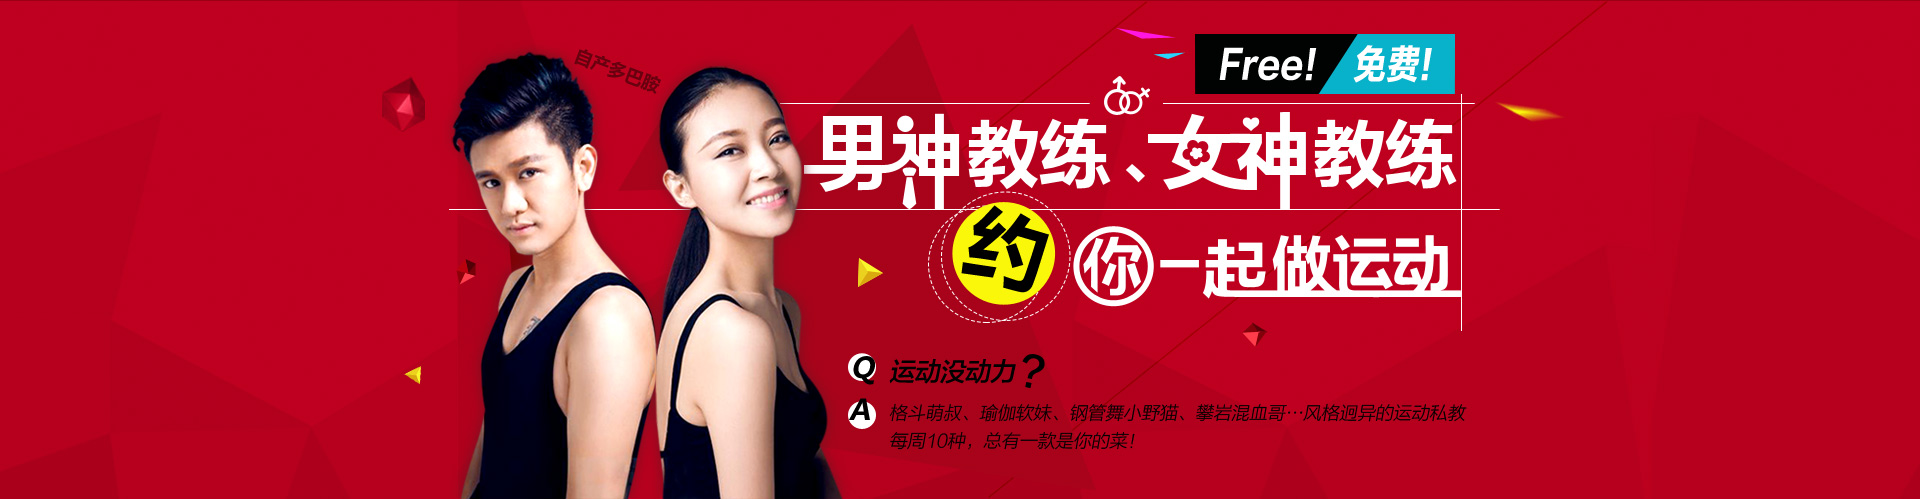 自产多巴胺
Free! 免费!
男神教练、女神教练
约你一起做运动
Q 运动没动力?
A 格斗萌叔、瑜伽软妹、钢管舞小野猫、攀岩混血哥…风格迥异的运动私教
每周10种，总有一款是你的菜!